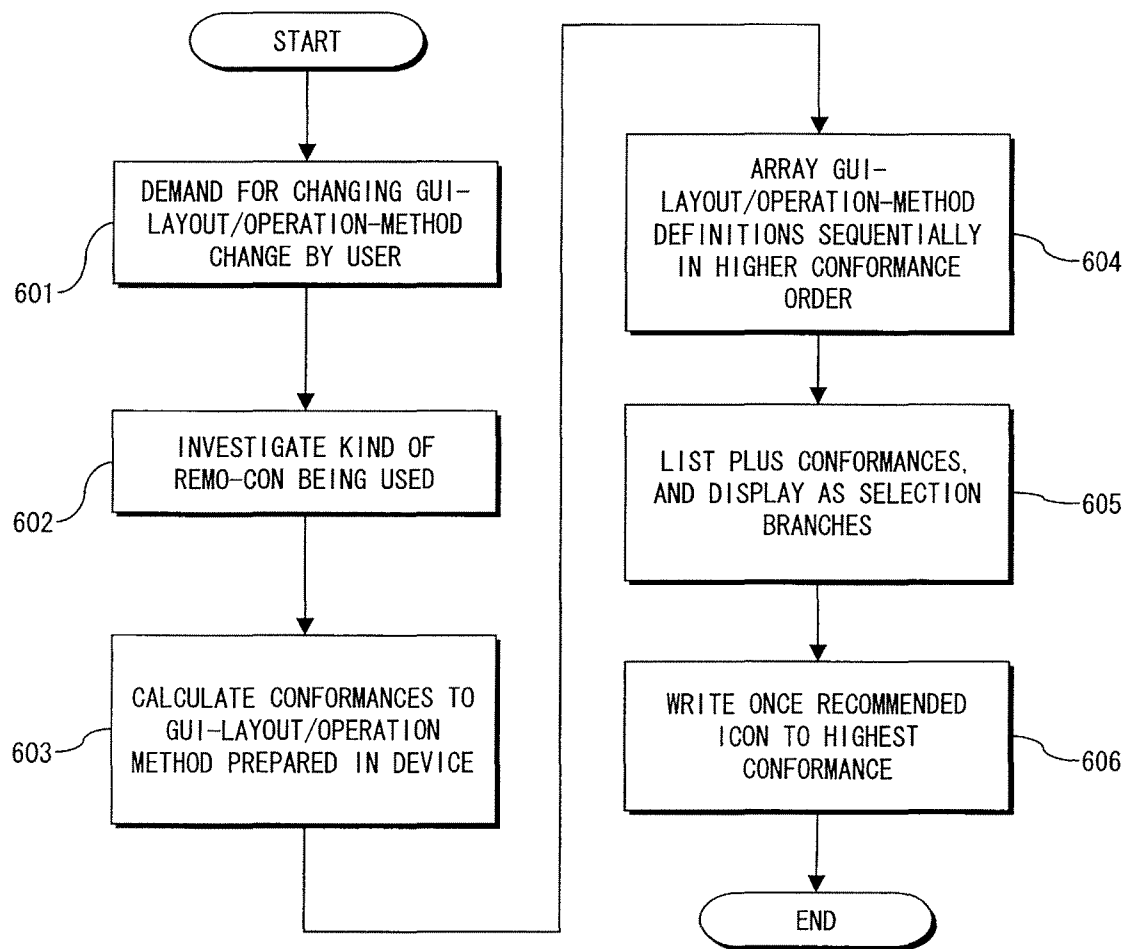 START
DEMAND FOR CHANGING GUI-
LAYOUT/OPERATION-METHOD
CHANGE BY USER
601
INVESTIGATE KIND OF
REMO-CON BEING USED
602
CALCULATE CONFORMANCES TO
GUI-LAYOUT/OPERATION
METHOD PREPARED IN DEVICE
603
ARRAY GUI-
LAYOUT/OPERATION-METHOD
DEFINITIONS SEQUENTIALLY
IN HIGHER CONFORMANCE
ORDER
604
LIST PLUS CONFORMANCES,
AND DISPLAY AS SELECTION
BRANCHES
605
WRITE ONCE RECOMMENDED
ICON TO HIGHEST
CONFORMANCE
606
END